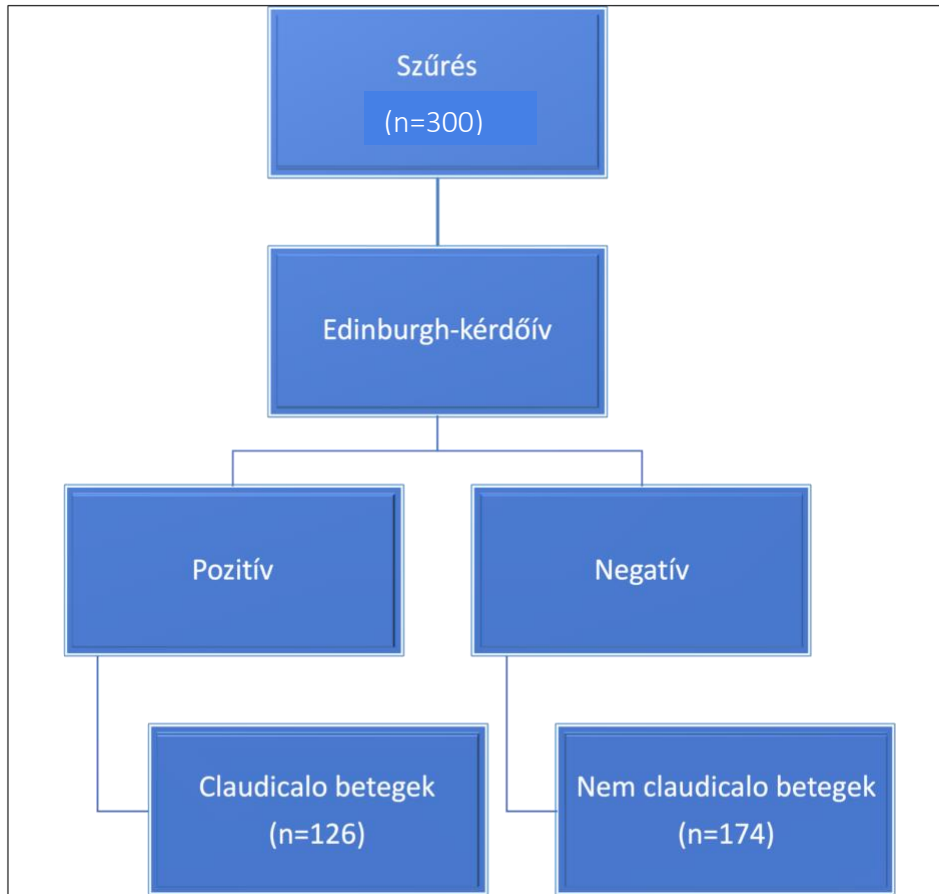 Szűrés
(n=300)
Edinburgh-kérdőív
Pozitív
Negatív
Claudicalo betegek
(n=126)
Nem claudicalo betegek
(n=174)